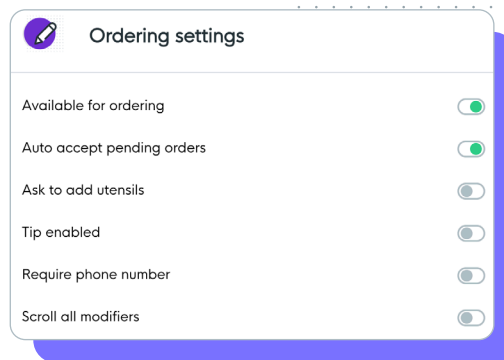 Ordering settings
Available for ordering
Auto accept pending orders
Ask to add utensils
Tip enabled
Require phone number
Scroll all modifiers